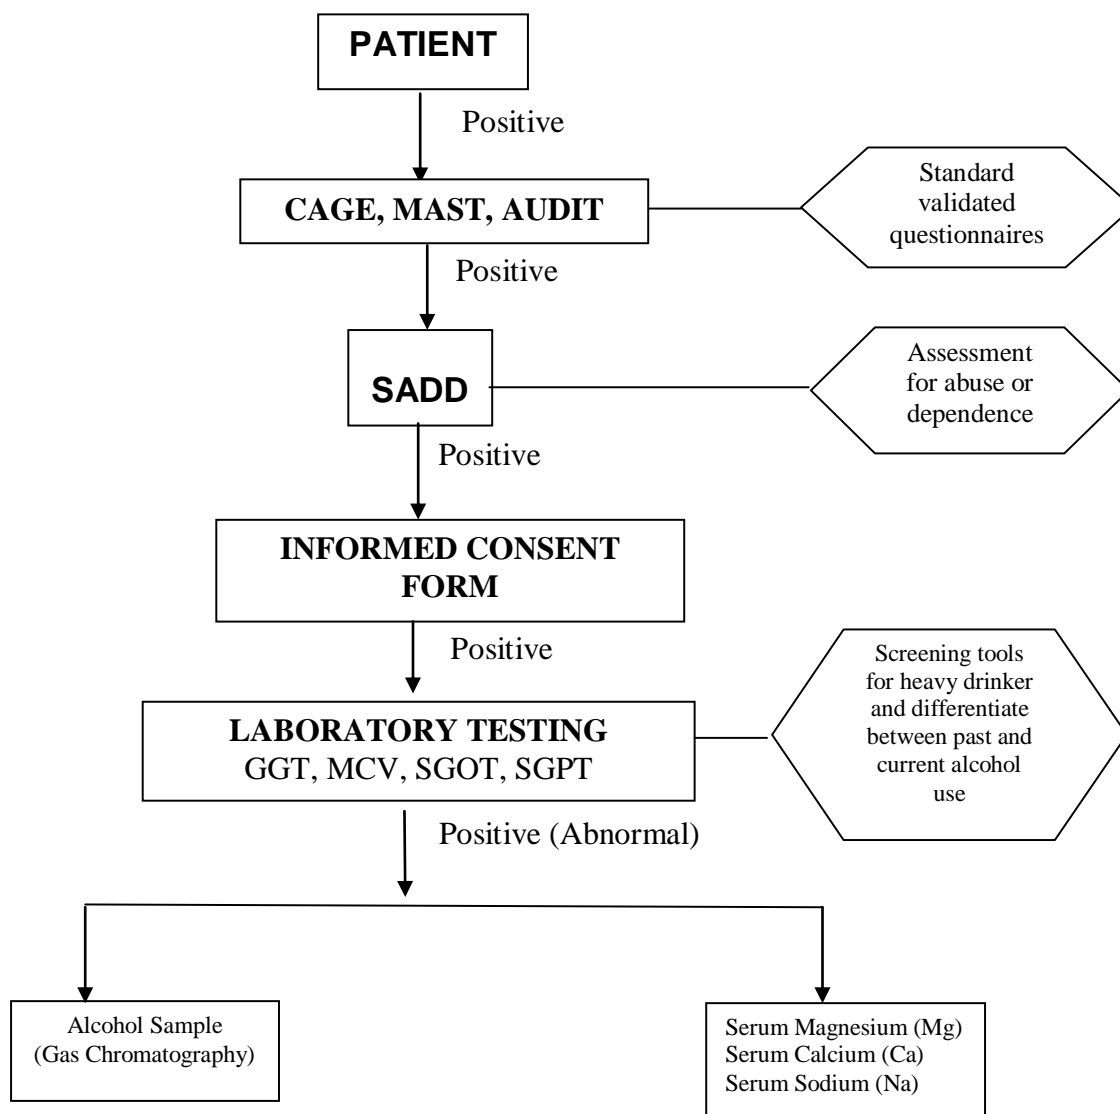 PATIENT
Positive
CAGE, MAST, AUDIT
Standard
validated
questionnaires
Positive
SADD
Assessment
for abuse or
dependence
Positive
INFORMED CONSENT
FORM
Positive
LABORATORY TESTING
GGT, MCV, SGOT, SGPT
Screening tools
for heavy drinker
and differentiate
between past and
current alcohol
use
Positive (Abnormal)
Alcohol Sample
(Gas Chromatography)
Serum Magnesium (Mg)
Serum Calcium (Ca)
Serum Sodium (Na)